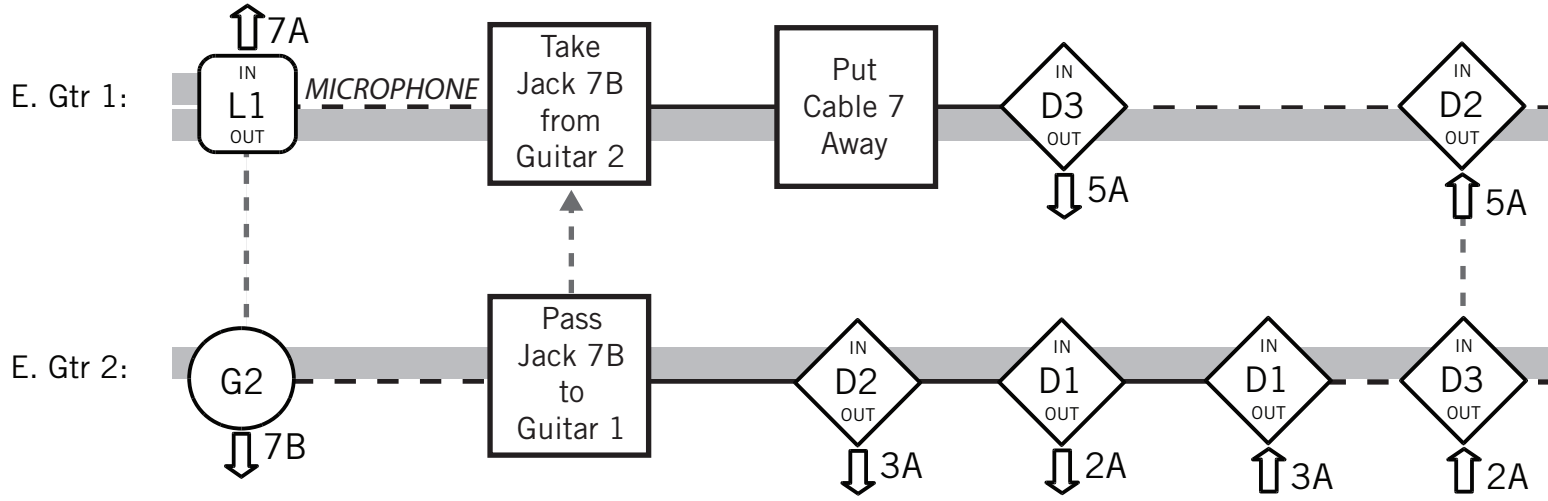 7A
E. Gtr 1:
IN
L1
OUT
MICROPHONE
Take
Jack 7B
from
Guitar 2
Put
Cable 7
Away
IN
D3
OUT
5A
IN
D2
OUT
5A
E. Gtr 2:
G2
7B
Pass
Jack 7B
to
Guitar 1
IN
D2
OUT
3A
IN
D1
OUT
2A
IN
D1
OUT
3A
IN
D3
OUT
2A